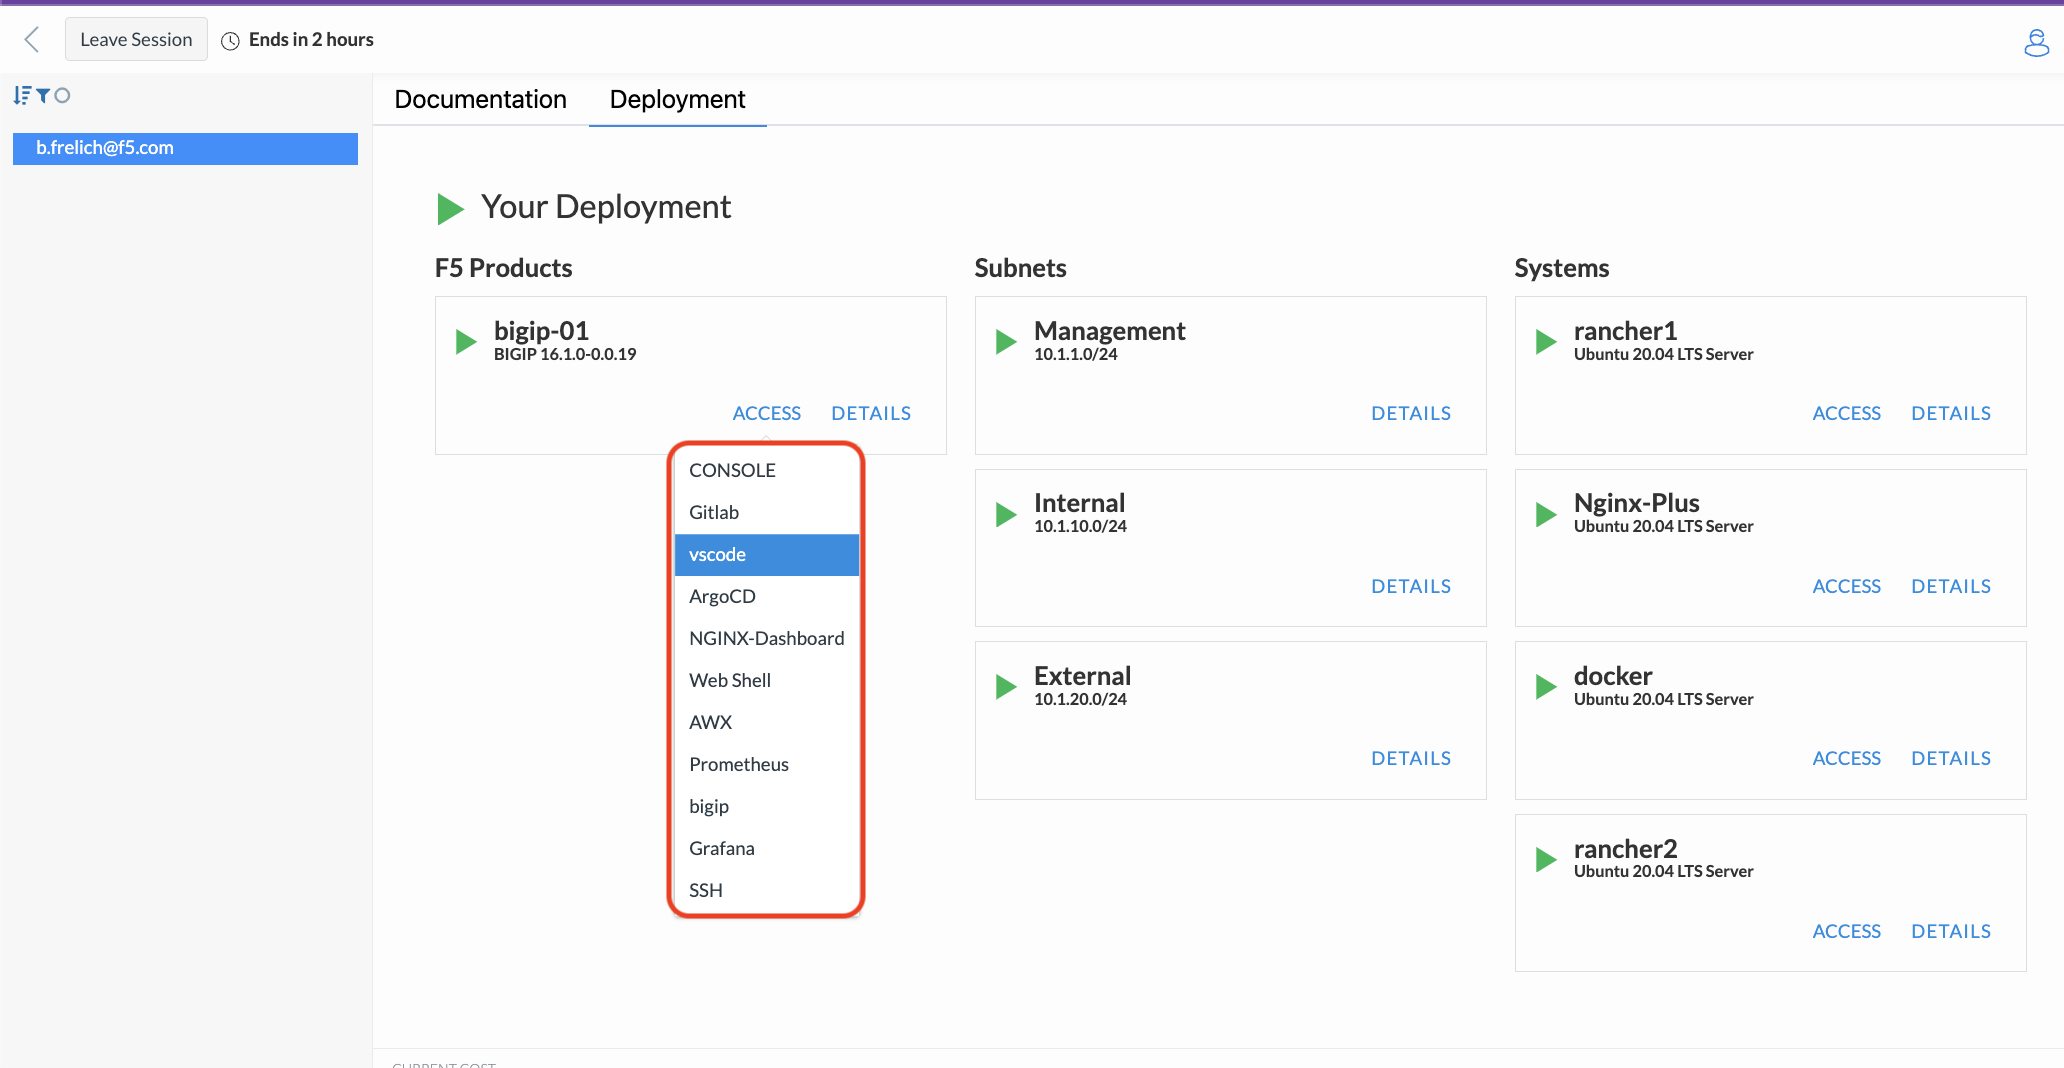 Leave Session
Ends in 2 hours
b.frelich@f5.com
Documentation
Deployment
Your Deployment
F5 Products
bigip-01
BIGIP 16.1.0-0.0.19
ACCESS
DETAILS
CONSOLE
Gitlab
vscode
ArgoCD
NGINX-Dashboard
Web Shell
AWX
Prometheus
bigip
Grafana
SSH
Subnets
Management
10.1.1.0/24
DETAILS
Internal
10.1.10.0/24
DETAILS
External
10.1.20.0/24
DETAILS
Systems
rancher1
Ubuntu 20.04 LTS Server
ACCESS
DETAILS
Nginx-Plus
Ubuntu 20.04 LTS Server
ACCESS
DETAILS
docker
Ubuntu 20.04 LTS Server
ACCESS
DETAILS
rancher2
Ubuntu 20.04 LTS Server
ACCESS
DETAILS
CURRENT COST